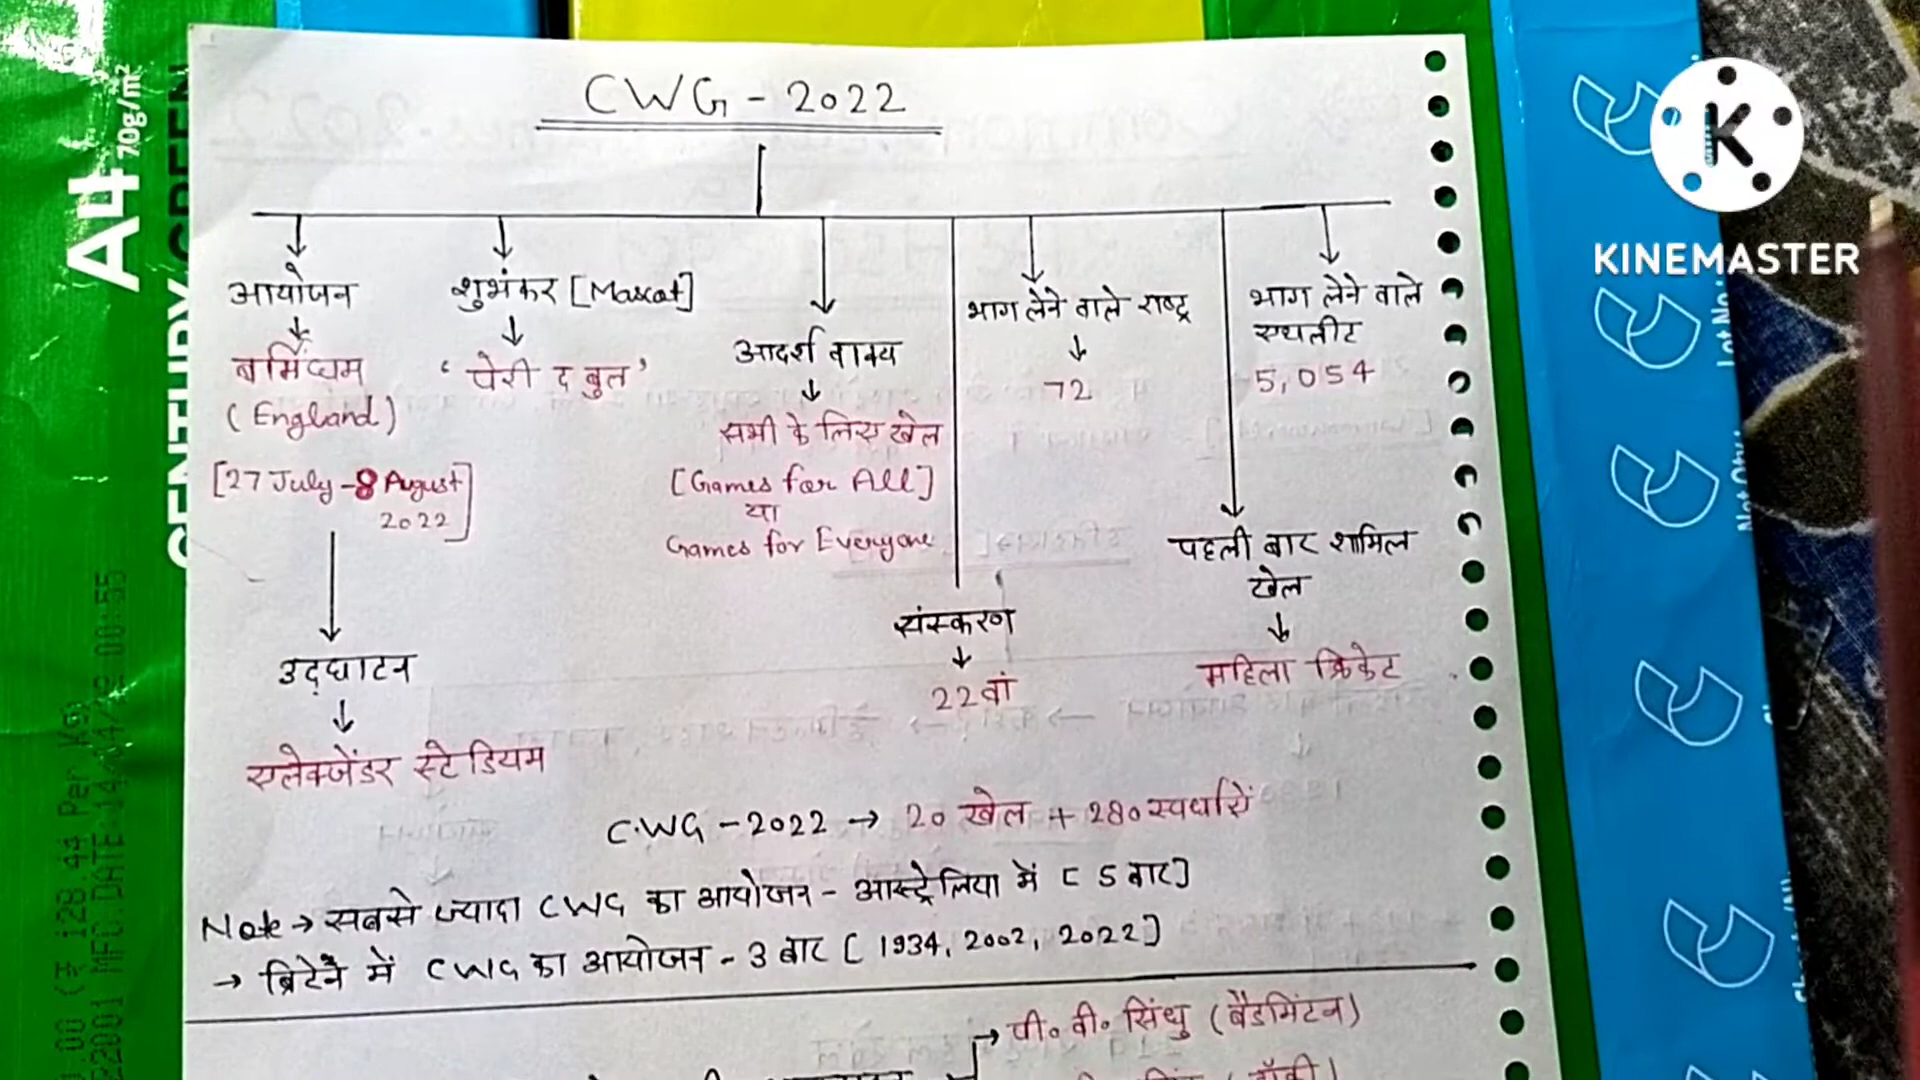 CWG - 2022
आयोजन
बर्मिंघम
(England)
[27 July - 8 August
2022]
उद्घाटन
एलेक्जेंडर स्टेडियम
शुभंकर [Mascot]
'पेरी द बुल'
आदर्श वाक्य
सभी के लिए खेल
[Games for All]
या
Games for Everyone
संस्करण
22वां
भाग लेने वाले राष्ट्र
72
भाग लेने वाले
एथलीट
5,054
पहली बार शामिल
खेल
महिला क्रिकेट
CWG - 2022 → 20 खेल + 280 स्पर्धाएं
Note → सबसे ज्यादा CWG का आयोजन - आस्ट्रेलिया में [5 बार]
→ ब्रिटेन में CWG का आयोजन - 3 बार [1934, 2002, 2022]
→ पी॰ वी॰ सिंधु (बैडमिंटन)
A4 70g/m²
CENTURY GREEN
KINEMASTER